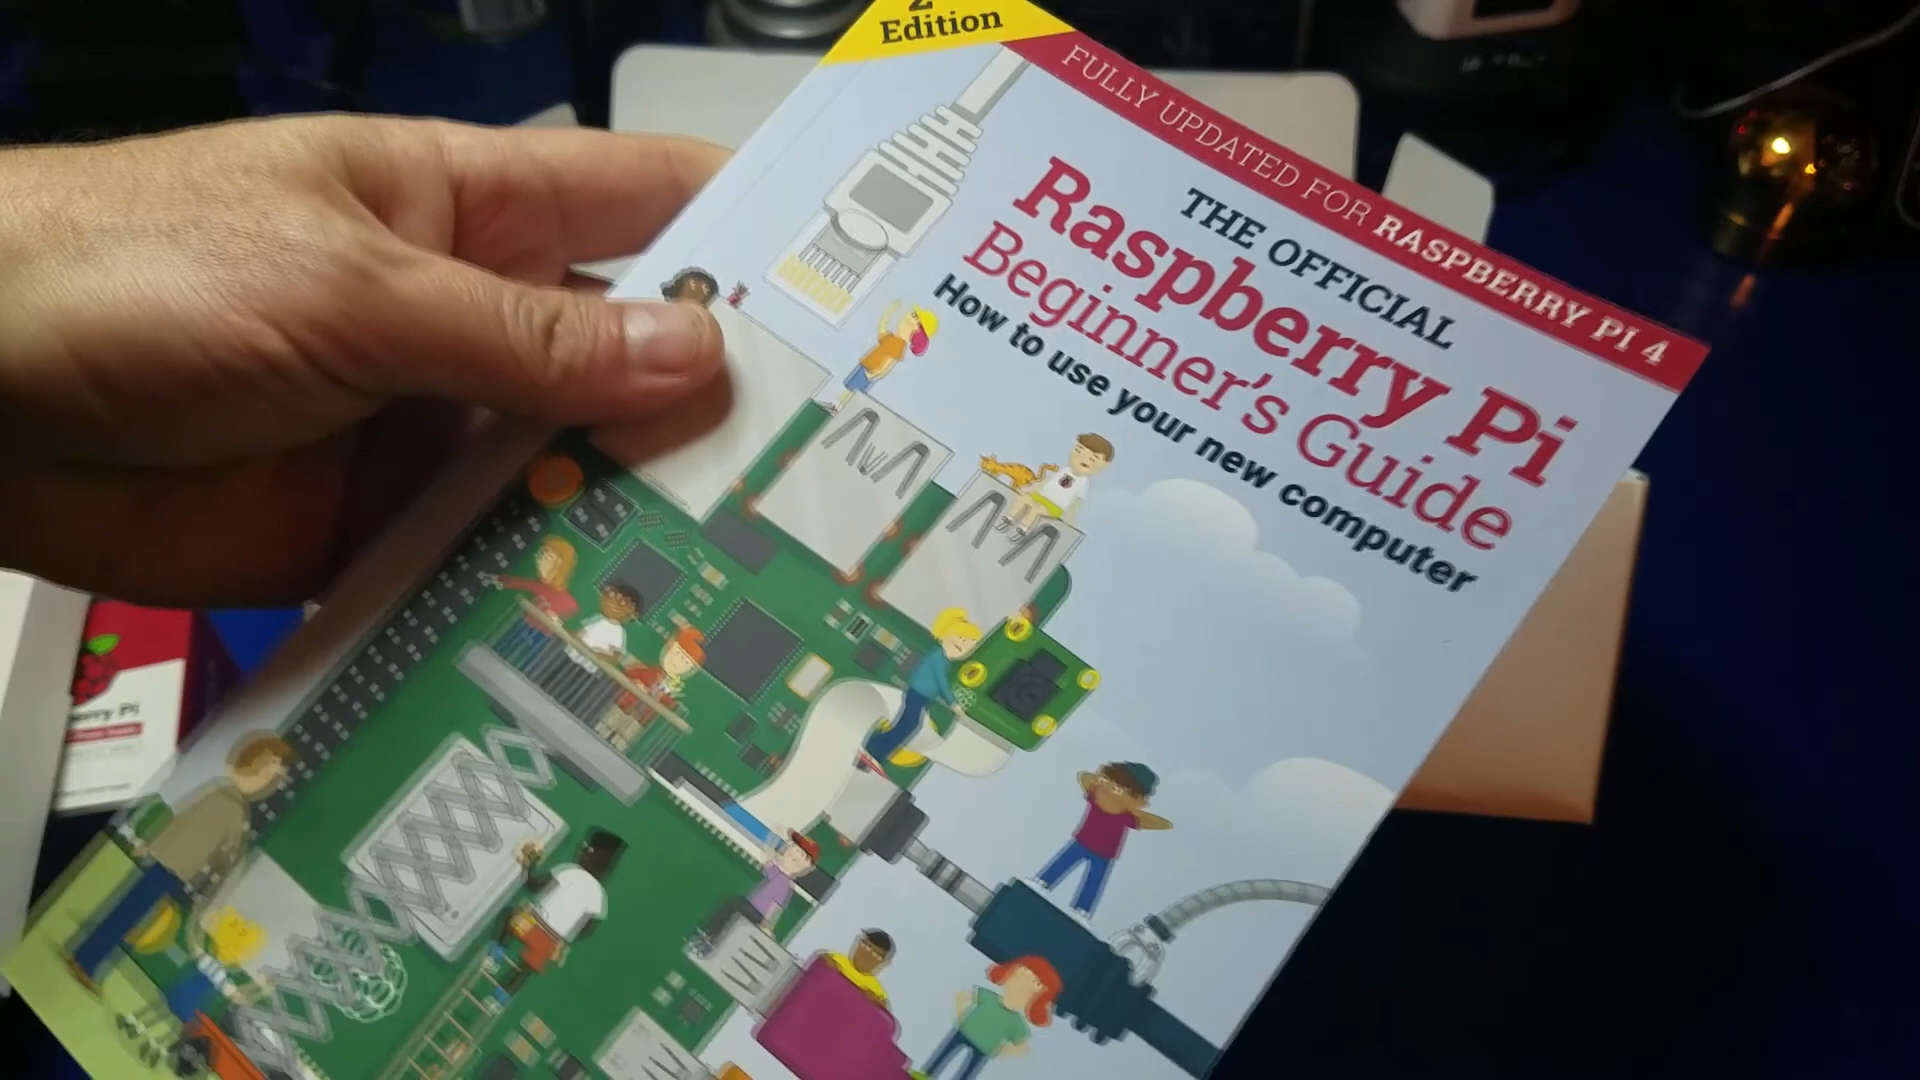 Edition
FULLY UPDATED FOR RASPBERRY PI 4
THE OFFICIAL
Raspberry Pi
Beginner's Guide
How to use your new computer
Pi